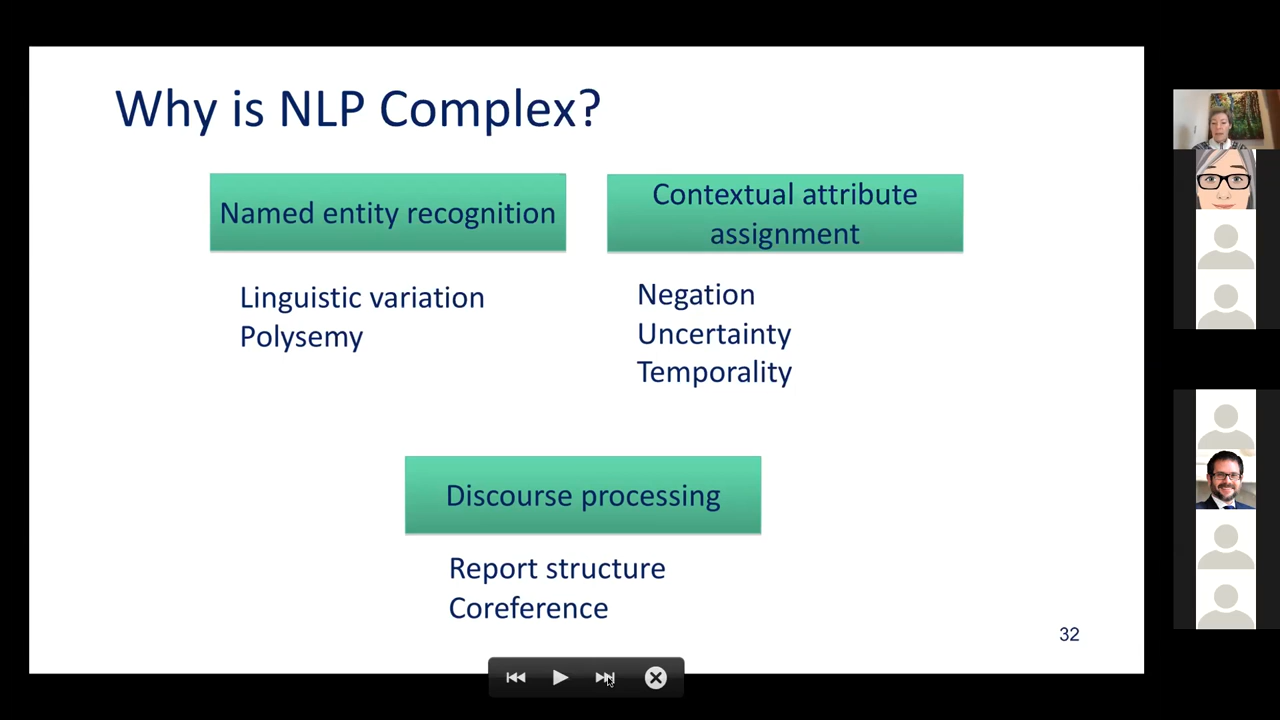 Why is NLP Complex?
Named entity recognition
Linguistic variation
Polysemy
Contextual attribute
assignment
Negation
Uncertainty
Temporality
Discourse processing
Report structure
Coreference
32